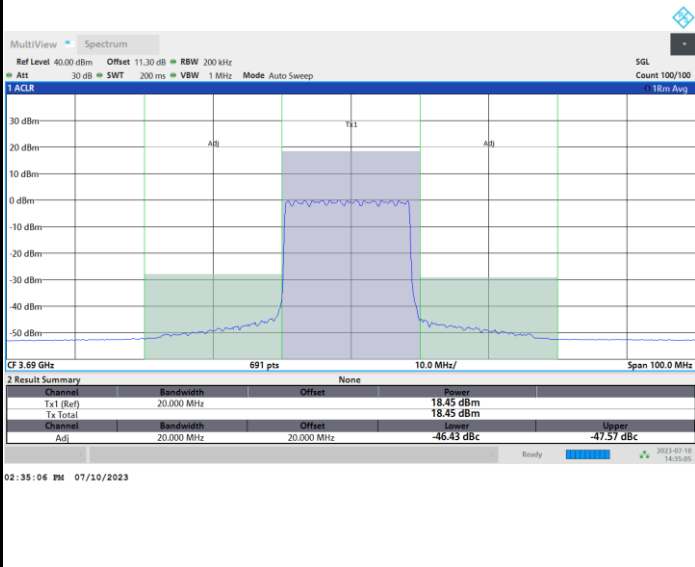 MultiView Spectrum
Ref Level 40.00 dBm Offset 11.30 dB RBW 200 kHz SGL
Att 30 dB SWT 200 ms VBW 1 MHz Mode Auto Sweep Count 100/100
1 ACLR 1Rm Avg
30 dBm
Tx1
20 dBm Adj Adj
10 dBm
0 dBm
-10 dBm
-20 dBm
-30 dBm
-40 dBm
-50 dBm
CF 3.69 GHz 691 pts 10.0 MHz/ Span 100.0 MHz
2 Result Summary None
Channel Bandwidth Offset Power
Tx1 (Ref) 20.000 MHz 18.45 dBm
Tx Total 18.45 dBm
Channel Bandwidth Offset Lower Upper
Adj 20.000 MHz 20.000 MHz -46.43 dBc -47.57 dBc
Ready 2023-07-10
14:35:05
02:35:06 PM 07/10/2023